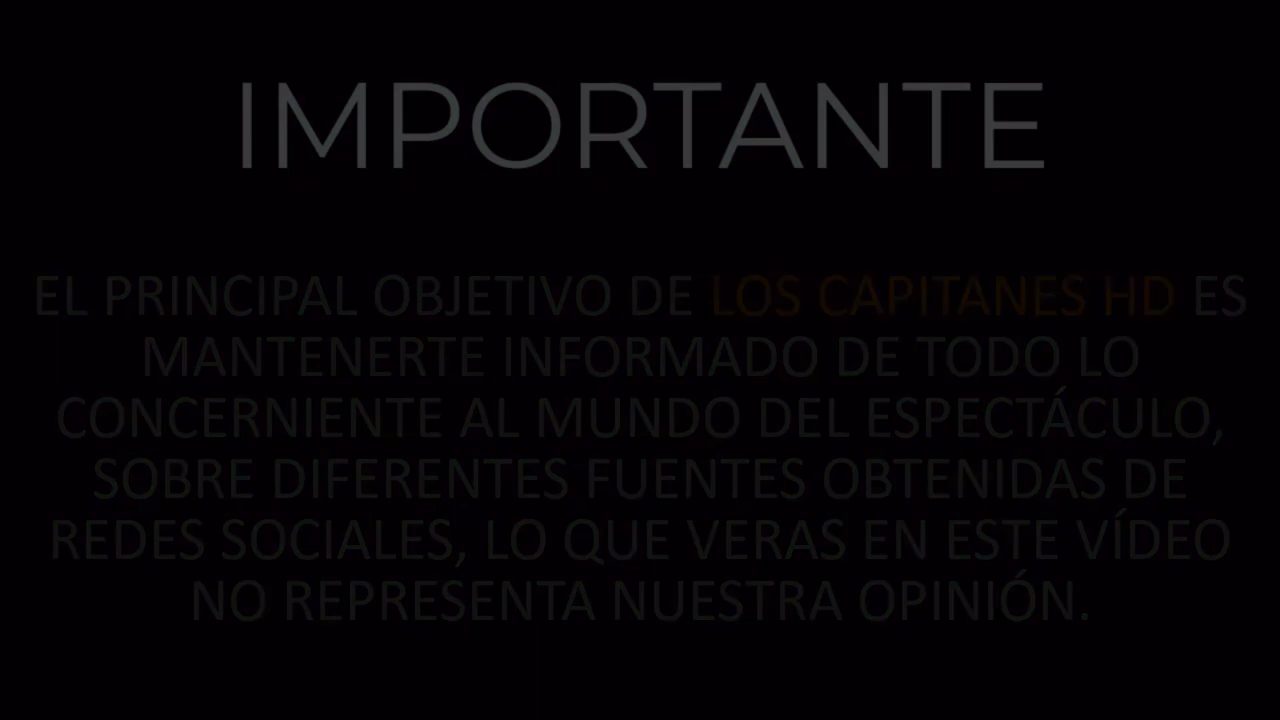 IMPORTANTE
EL PRINCIPAL OBJETIVO DE LOS CAPITANES HD ES
MANTENERTE INFORMADO DE TODO LO
CONCERNIENTE AL MUNDO DEL ESPECTÁCULO,
SOBRE DIFERENTES FUENTES OBTENIDAS DE
REDES SOCIALES, LO QUE VERAS EN ESTE VÍDEO
NO REPRESENTA NUESTRA OPINIÓN.